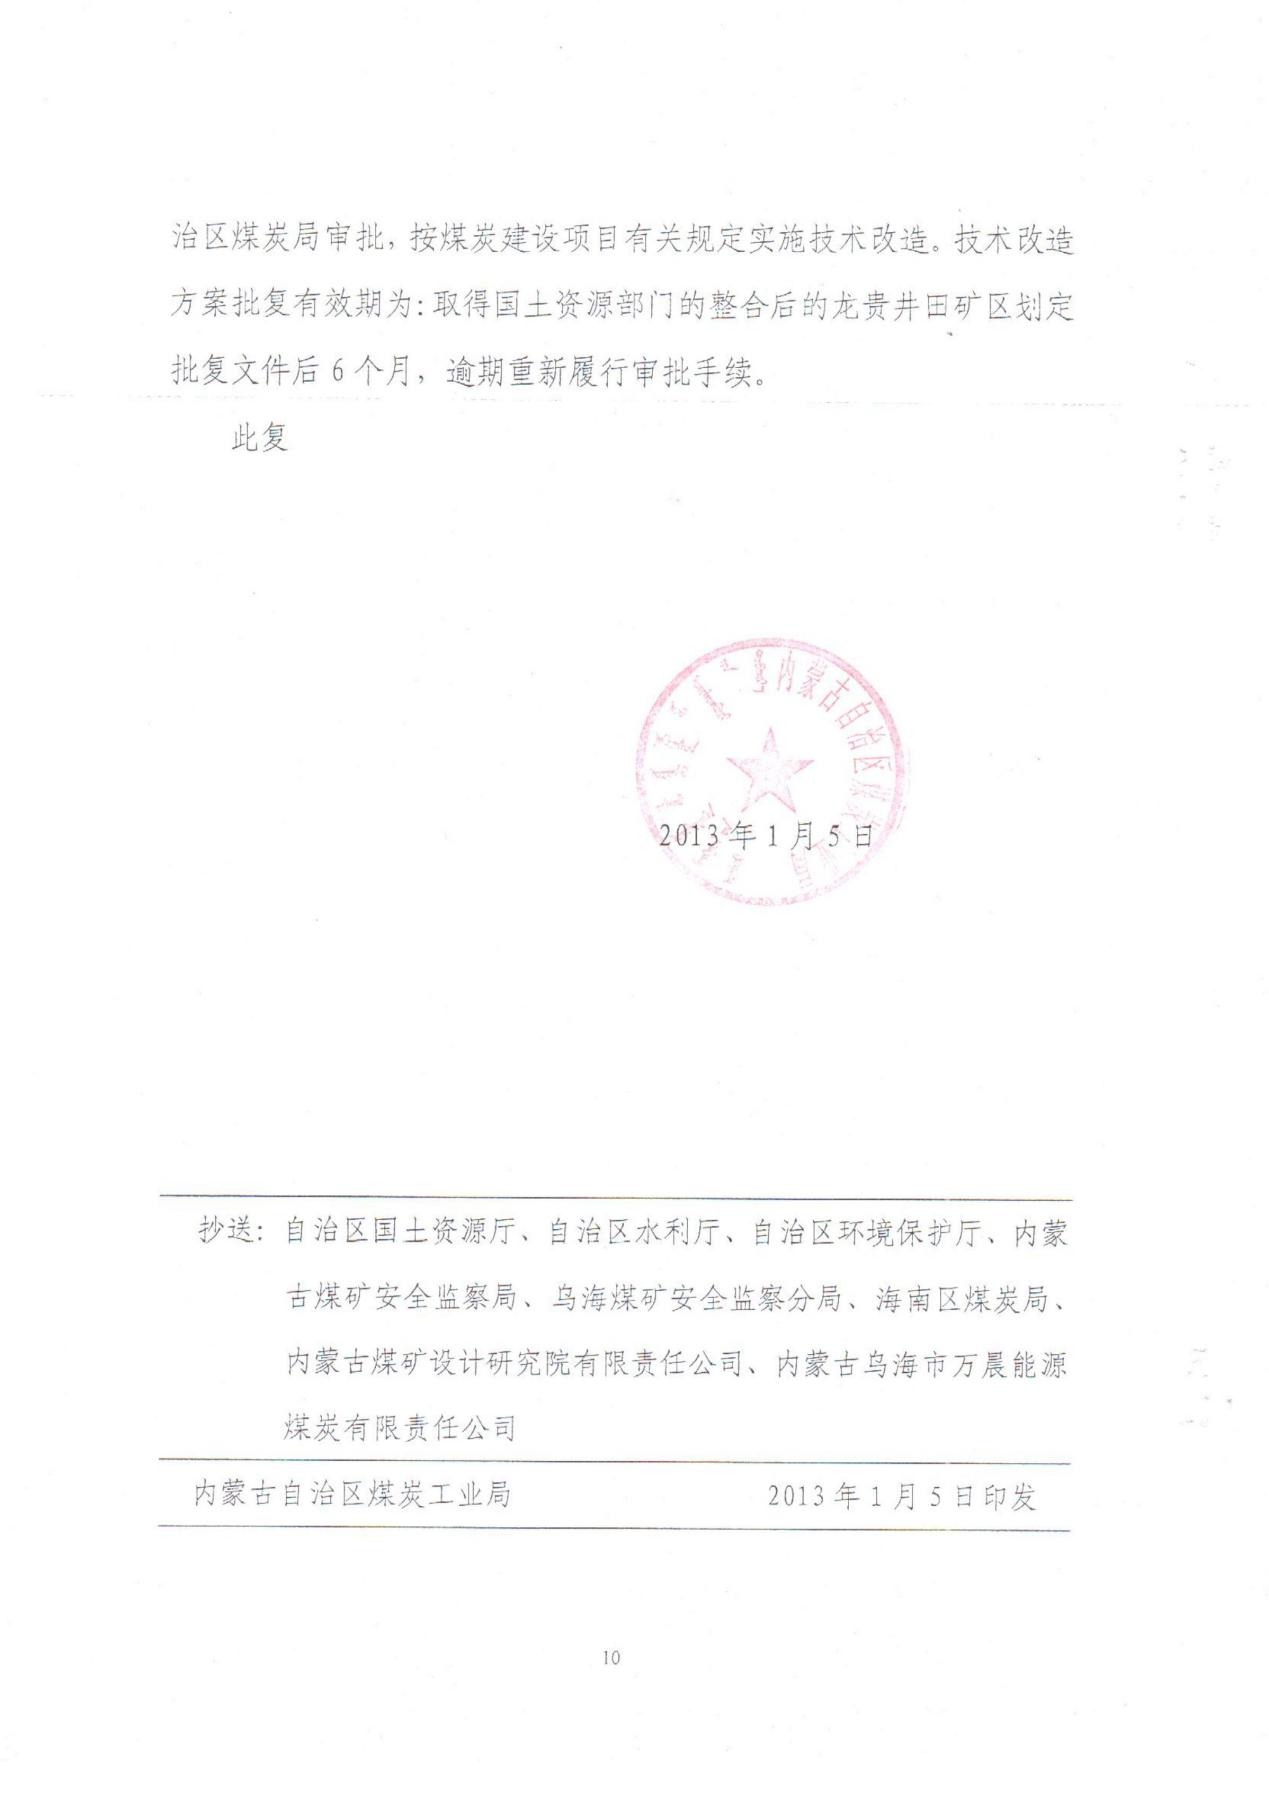 治区煤炭局审批，按煤炭建设项目有关规定实施技术改造。技术改造
方案批复有效期为：取得国土资源部门的整合后的龙贵井田矿区划定
批复文件后6个月，逾期重新履行审批手续。
此复
内蒙古自治区煤炭工业局
2013年1月5日
抄送：自治区国土资源厅、自治区水利厅、自治区环境保护厅、内蒙
古煤矿安全监察局、乌海煤矿安全监察分局、海南区煤炭局、
内蒙古煤矿设计研究院有限责任公司、内蒙古乌海市万晨能源
煤炭有限责任公司
内蒙古自治区煤炭工业局 2013年1月5日印发
10